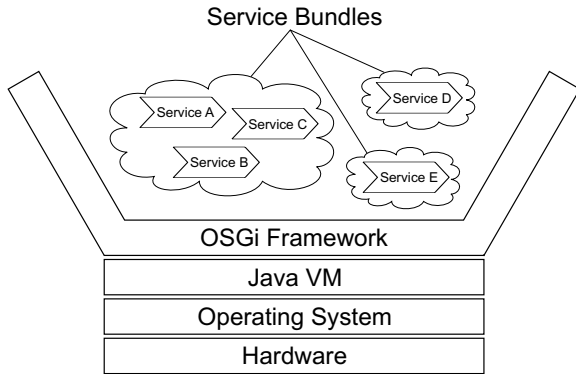 Service Bundles
Service A
Service C
Service B
Service D
Service E
OSGi Framework
Java VM
Operating System
Hardware